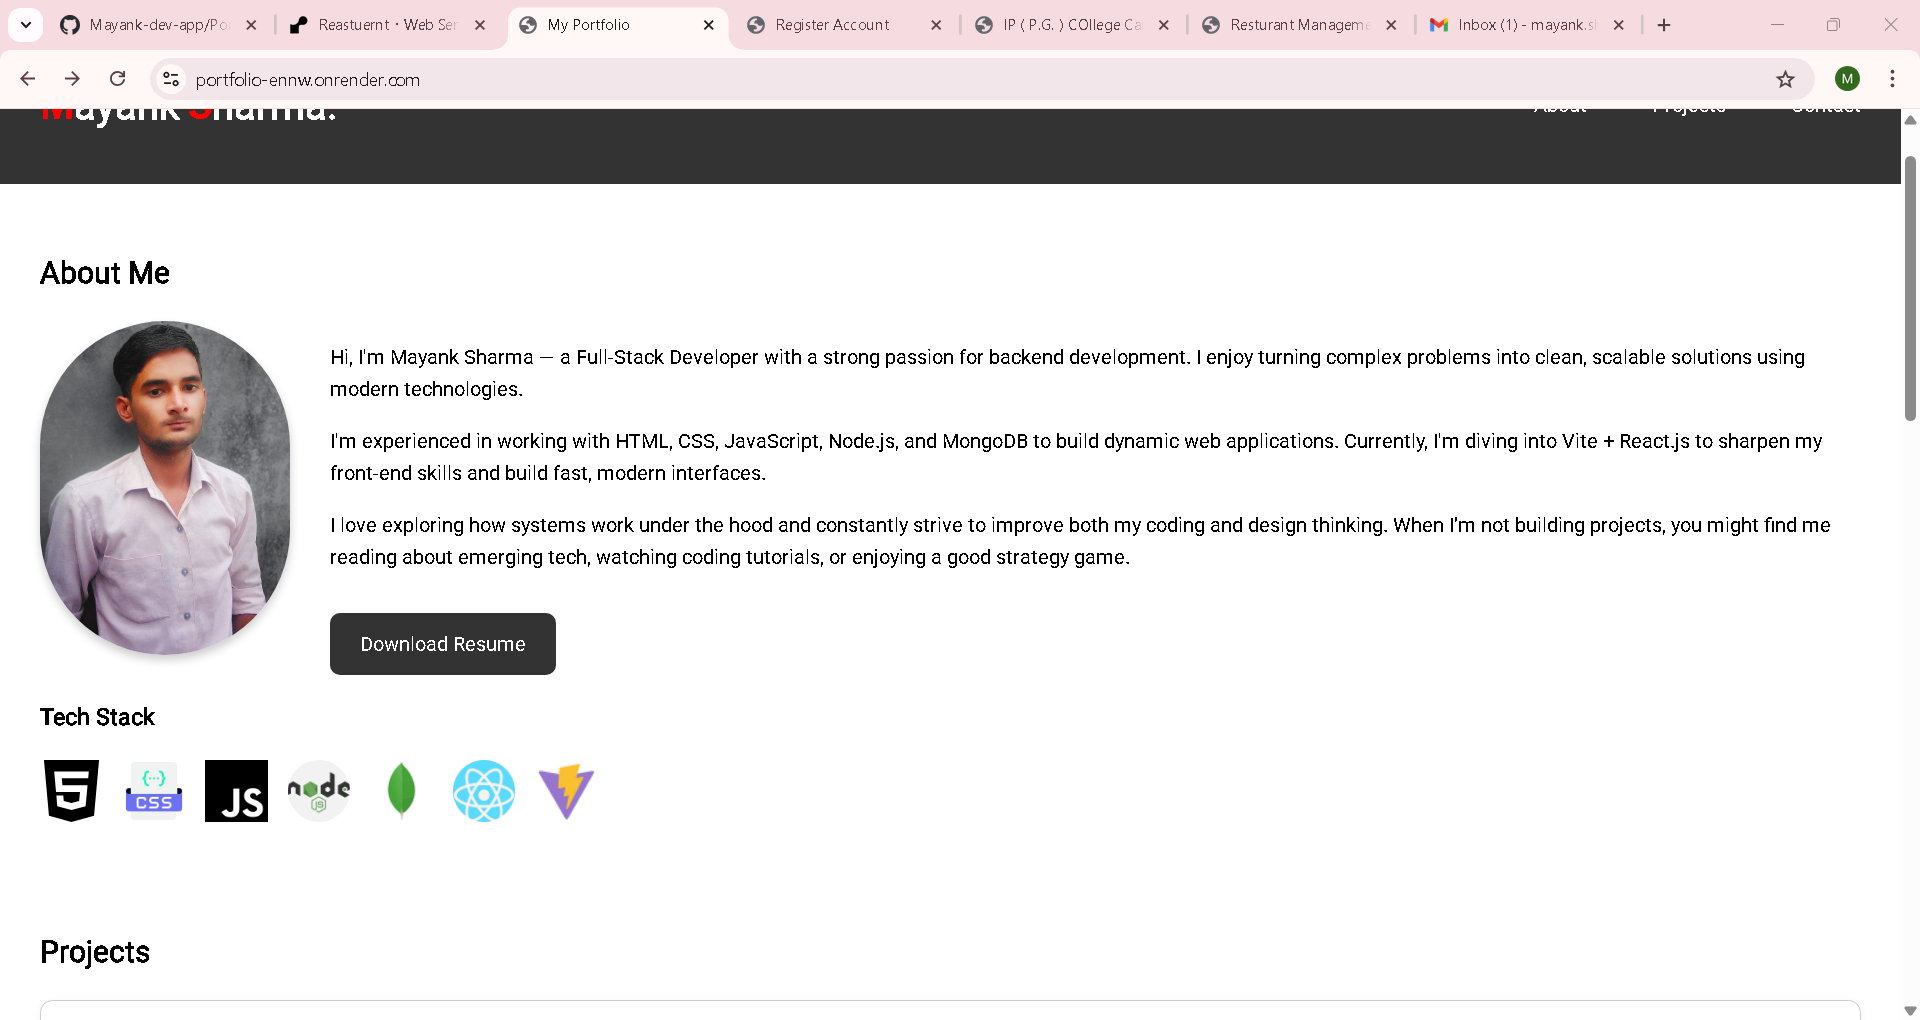 Mayank-dev-app/Po
Reastuernt · Web Ser
My Portfolio
Register Account
IP ( P.G. ) COllege Ca
Resturant Manageme
Inbox (1) - mayank.s
portfolio-ennw.onrender.com
M
Mayank Sharma.
About
Projects
Contact
About Me
Hi, I'm Mayank Sharma — a Full-Stack Developer with a strong passion for backend development. I enjoy turning complex problems into clean, scalable solutions using
modern technologies.
I'm experienced in working with HTML, CSS, JavaScript, Node.js, and MongoDB to build dynamic web applications. Currently, I'm diving into Vite + React.js to sharpen my
front-end skills and build fast, modern interfaces.
I love exploring how systems work under the hood and constantly strive to improve both my coding and design thinking. When I'm not building projects, you might find me
reading about emerging tech, watching coding tutorials, or enjoying a good strategy game.
Download Resume
Tech Stack
5
{··}
CSS
JS
node
JS
Projects